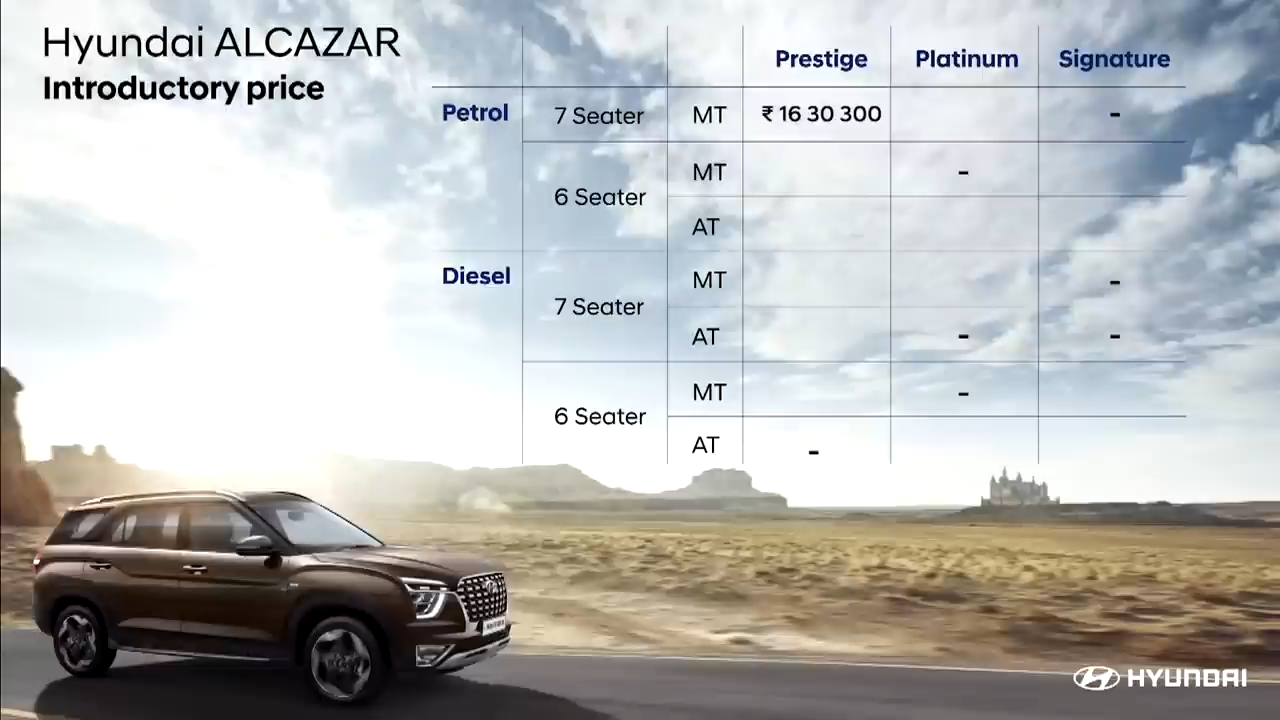 Hyundai ALCAZAR
Introductory price
Prestige Platinum Signature
Petrol 7 Seater MT ₹ 16 30 300 -
6 Seater
MT -
AT
Diesel
7 Seater
MT -
AT - -
6 Seater
MT -
AT -
HYUNDAI